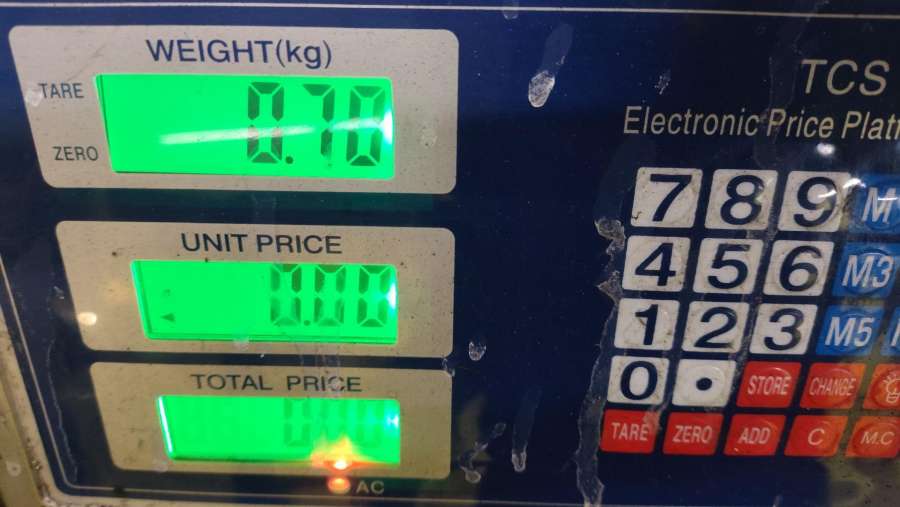 WEIGHT(kg)
TARE
0.70
ZERO
TCS
Electronic Price
UNIT PRICE
0.00
TOTAL PRICE
AC
7 8 9
4 5 6 M3
1 2 3 M5
0 . STORE CHANGE
TARE ZERO ADD C M.C